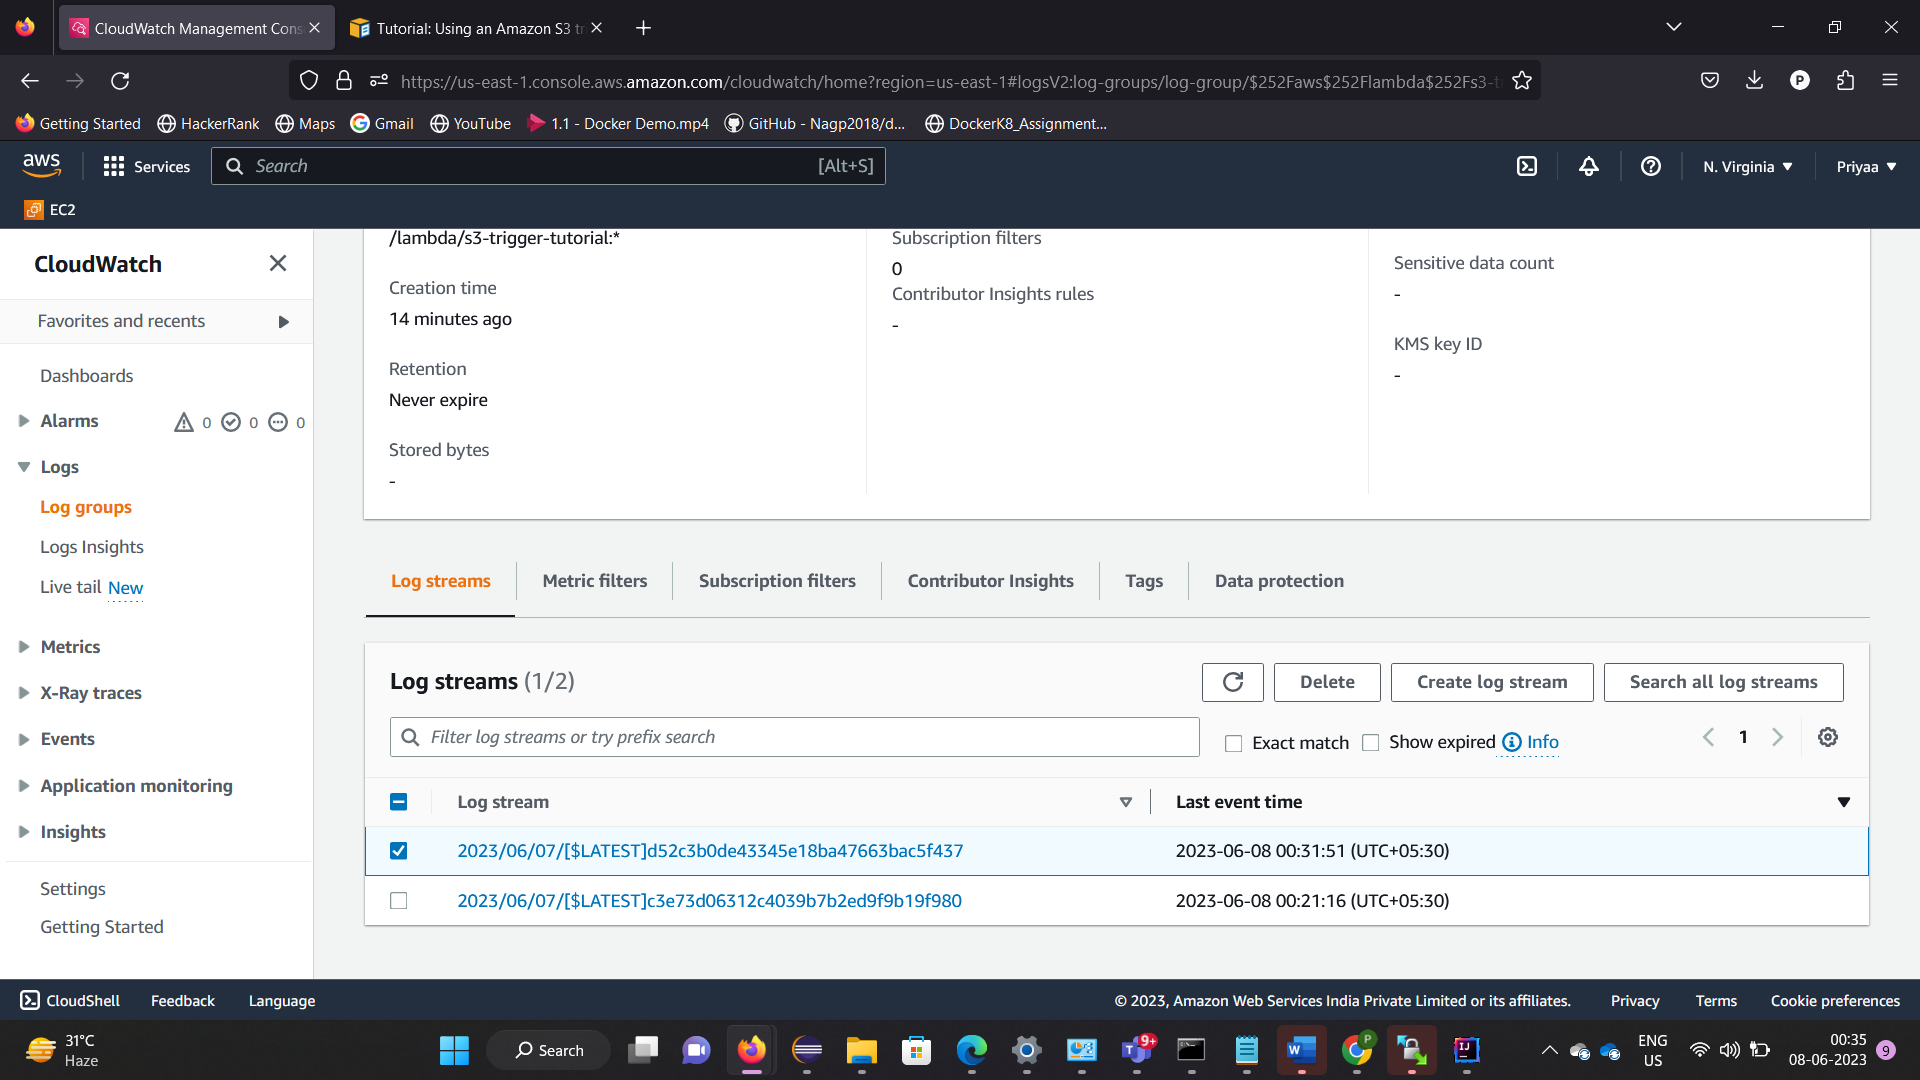 CloudWatch Management Cons
Tutorial: Using an Amazon S3 tr
https://us-east-1.console.aws.amazon.com/cloudwatch/home?region=us-east-1#logsV2:log-groups/log-group/$252Faws$252Flambda$252Fs3-t
P
Getting Started HackerRank Maps Gmail YouTube 1.1 - Docker Demo.mp4 GitHub - Nagp2018/d... DockerK8_Assignment...
aws Services Search [Alt+S] N. Virginia Priyaa
EC2
CloudWatch
Favorites and recents
Dashboards
Alarms 0 0 0
Logs
Log groups
Logs Insights
Live tail New
Metrics
X-Ray traces
Events
Application monitoring
Insights
Settings
Getting Started
/lambda/s3-trigger-tutorial:*
Creation time
14 minutes ago
Retention
Never expire
Stored bytes
-
Subscription filters
0
Contributor Insights rules
-
Sensitive data count
-
KMS key ID
-
Log streams Metric filters Subscription filters Contributor Insights Tags Data protection
Log streams (1/2) Delete Create log stream Search all log streams
Filter log streams or try prefix search Exact match Show expired Info 1
Log stream Last event time
2023/06/07/[$LATEST]d52c3b0de43345e18ba47663bac5f437 2023-06-08 00:31:51 (UTC+05:30)
2023/06/07/[$LATEST]c3e73d06312c4039b7b2ed9f9b19f980 2023-06-08 00:21:16 (UTC+05:30)
CloudShell Feedback Language © 2023, Amazon Web Services India Private Limited or its affiliates. Privacy Terms Cookie preferences
31°C
Haze
Search
9+
P
ENG
US
00:35
08-06-2023
9